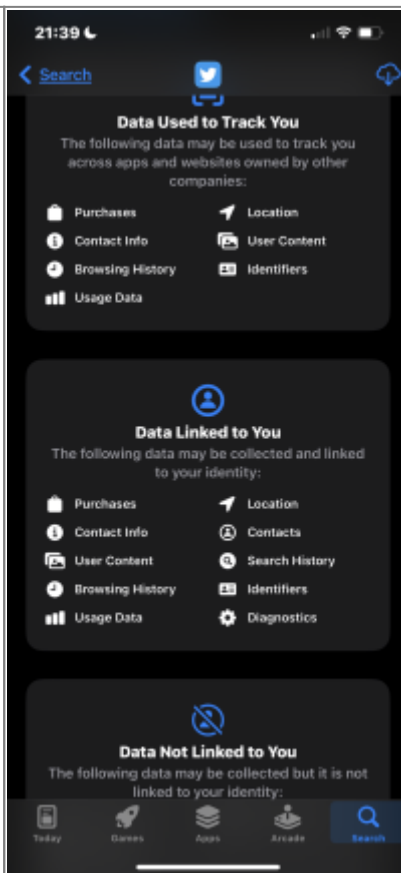 21:39
Search
Data Used to Track You
The following data may be used to track you
across apps and websites owned by other
companies:
Purchases
Location
Contact Info
User Content
Browsing History
Identifiers
Usage Data
Data Linked to You
The following data may be collected and linked
to your identity:
Purchases
Location
Contact Info
Contacts
User Content
Search History
Browsing History
Identifiers
Usage Data
Diagnostics
Data Not Linked to You
The following data may be collected but it is not
linked to your identity:
Today
Games
Apps
Arcade
Search